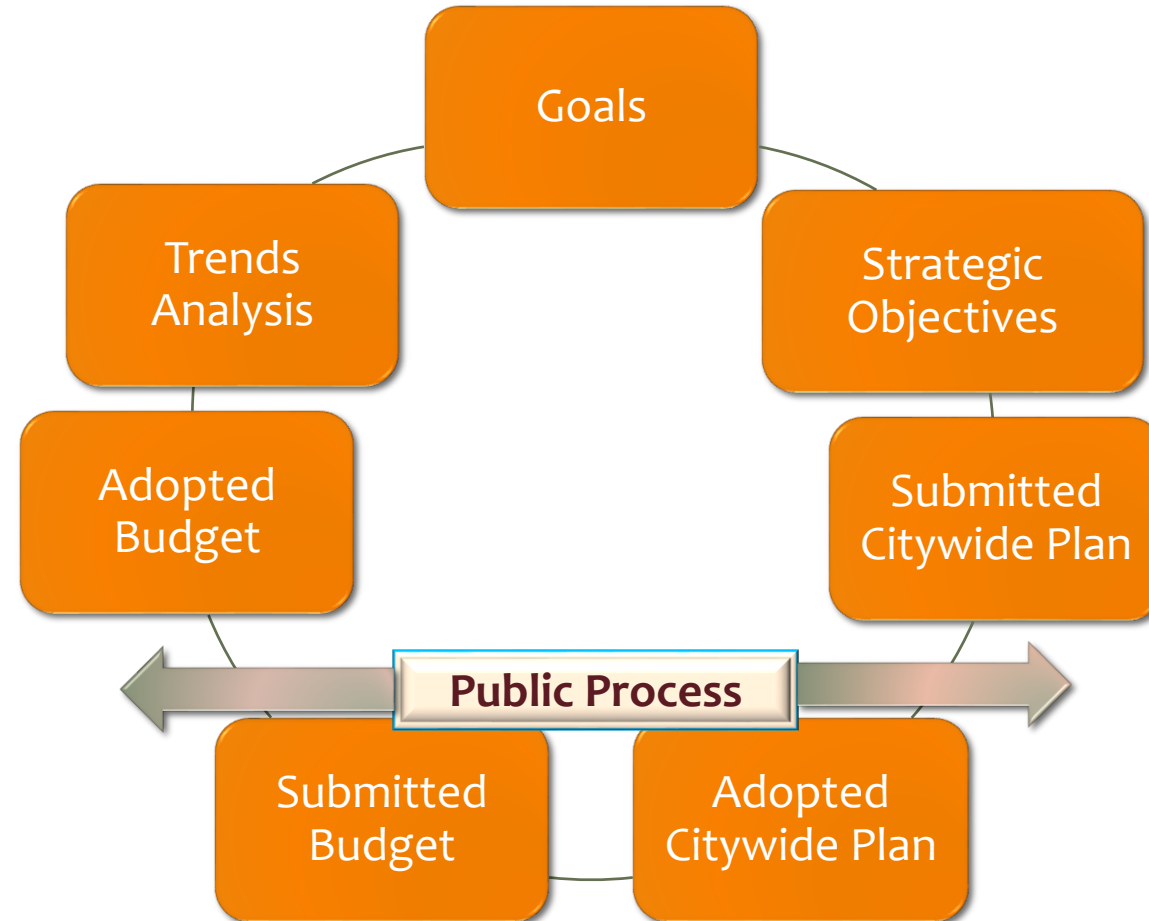 Goals
Trends
Analysis
Strategic
Objectives
Adopted
Budget
Submitted
Citywide Plan
Public Process
Submitted
Budget
Adopted
Citywide Plan